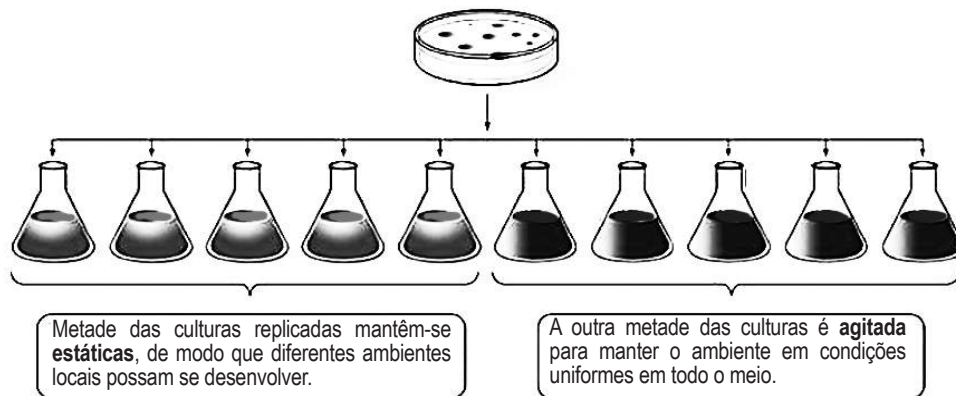 Metade das culturas replicadas mantêm-se
estáticas, de modo que diferentes ambientes
locais possam se desenvolver.
A outra metade das culturas é agitada
para manter o ambiente em condições
uniformes em todo o meio.